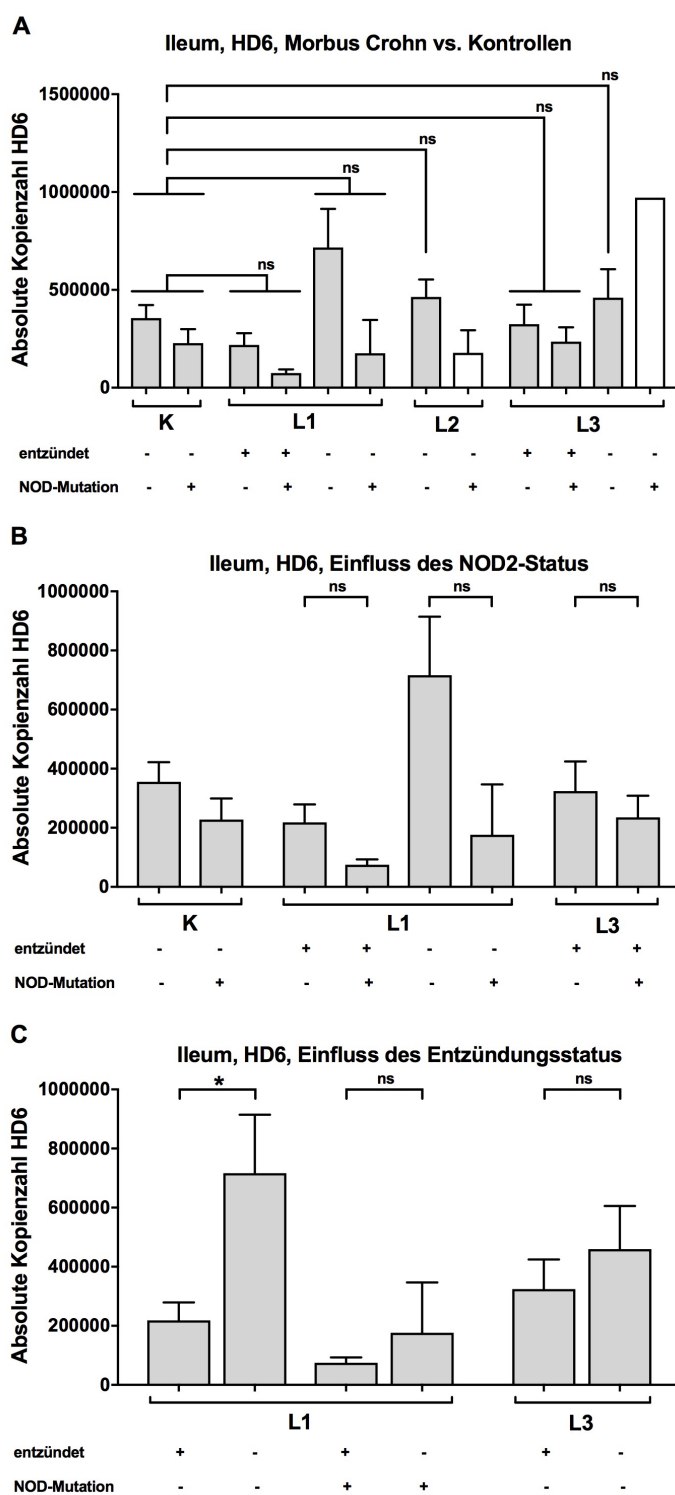 A
Ileum, HD6, Morbus Crohn vs. Kontrollen
Absolute Kopienzahl HD6
1500000
1000000
500000
0
ns
ns
ns
ns
ns
K
L1
L2
L3
entzündet - - + + - - - - + + - -
NOD-Mutation - + - + - + - + - + - +
B
Ileum, HD6, Einfluss des NOD2-Status
Absolute Kopienzahl HD6
1000000
800000
600000
400000
200000
0
ns
ns
ns
K
L1
L3
entzündet - - + + - - + +
NOD-Mutation - + - + - + - +
C
Ileum, HD6, Einfluss des Entzündungsstatus
Absolute Kopienzahl HD6
1000000
800000
600000
400000
200000
0
*
ns
ns
L1
L3
entzündet + - + - + -
NOD-Mutation - - + + - -